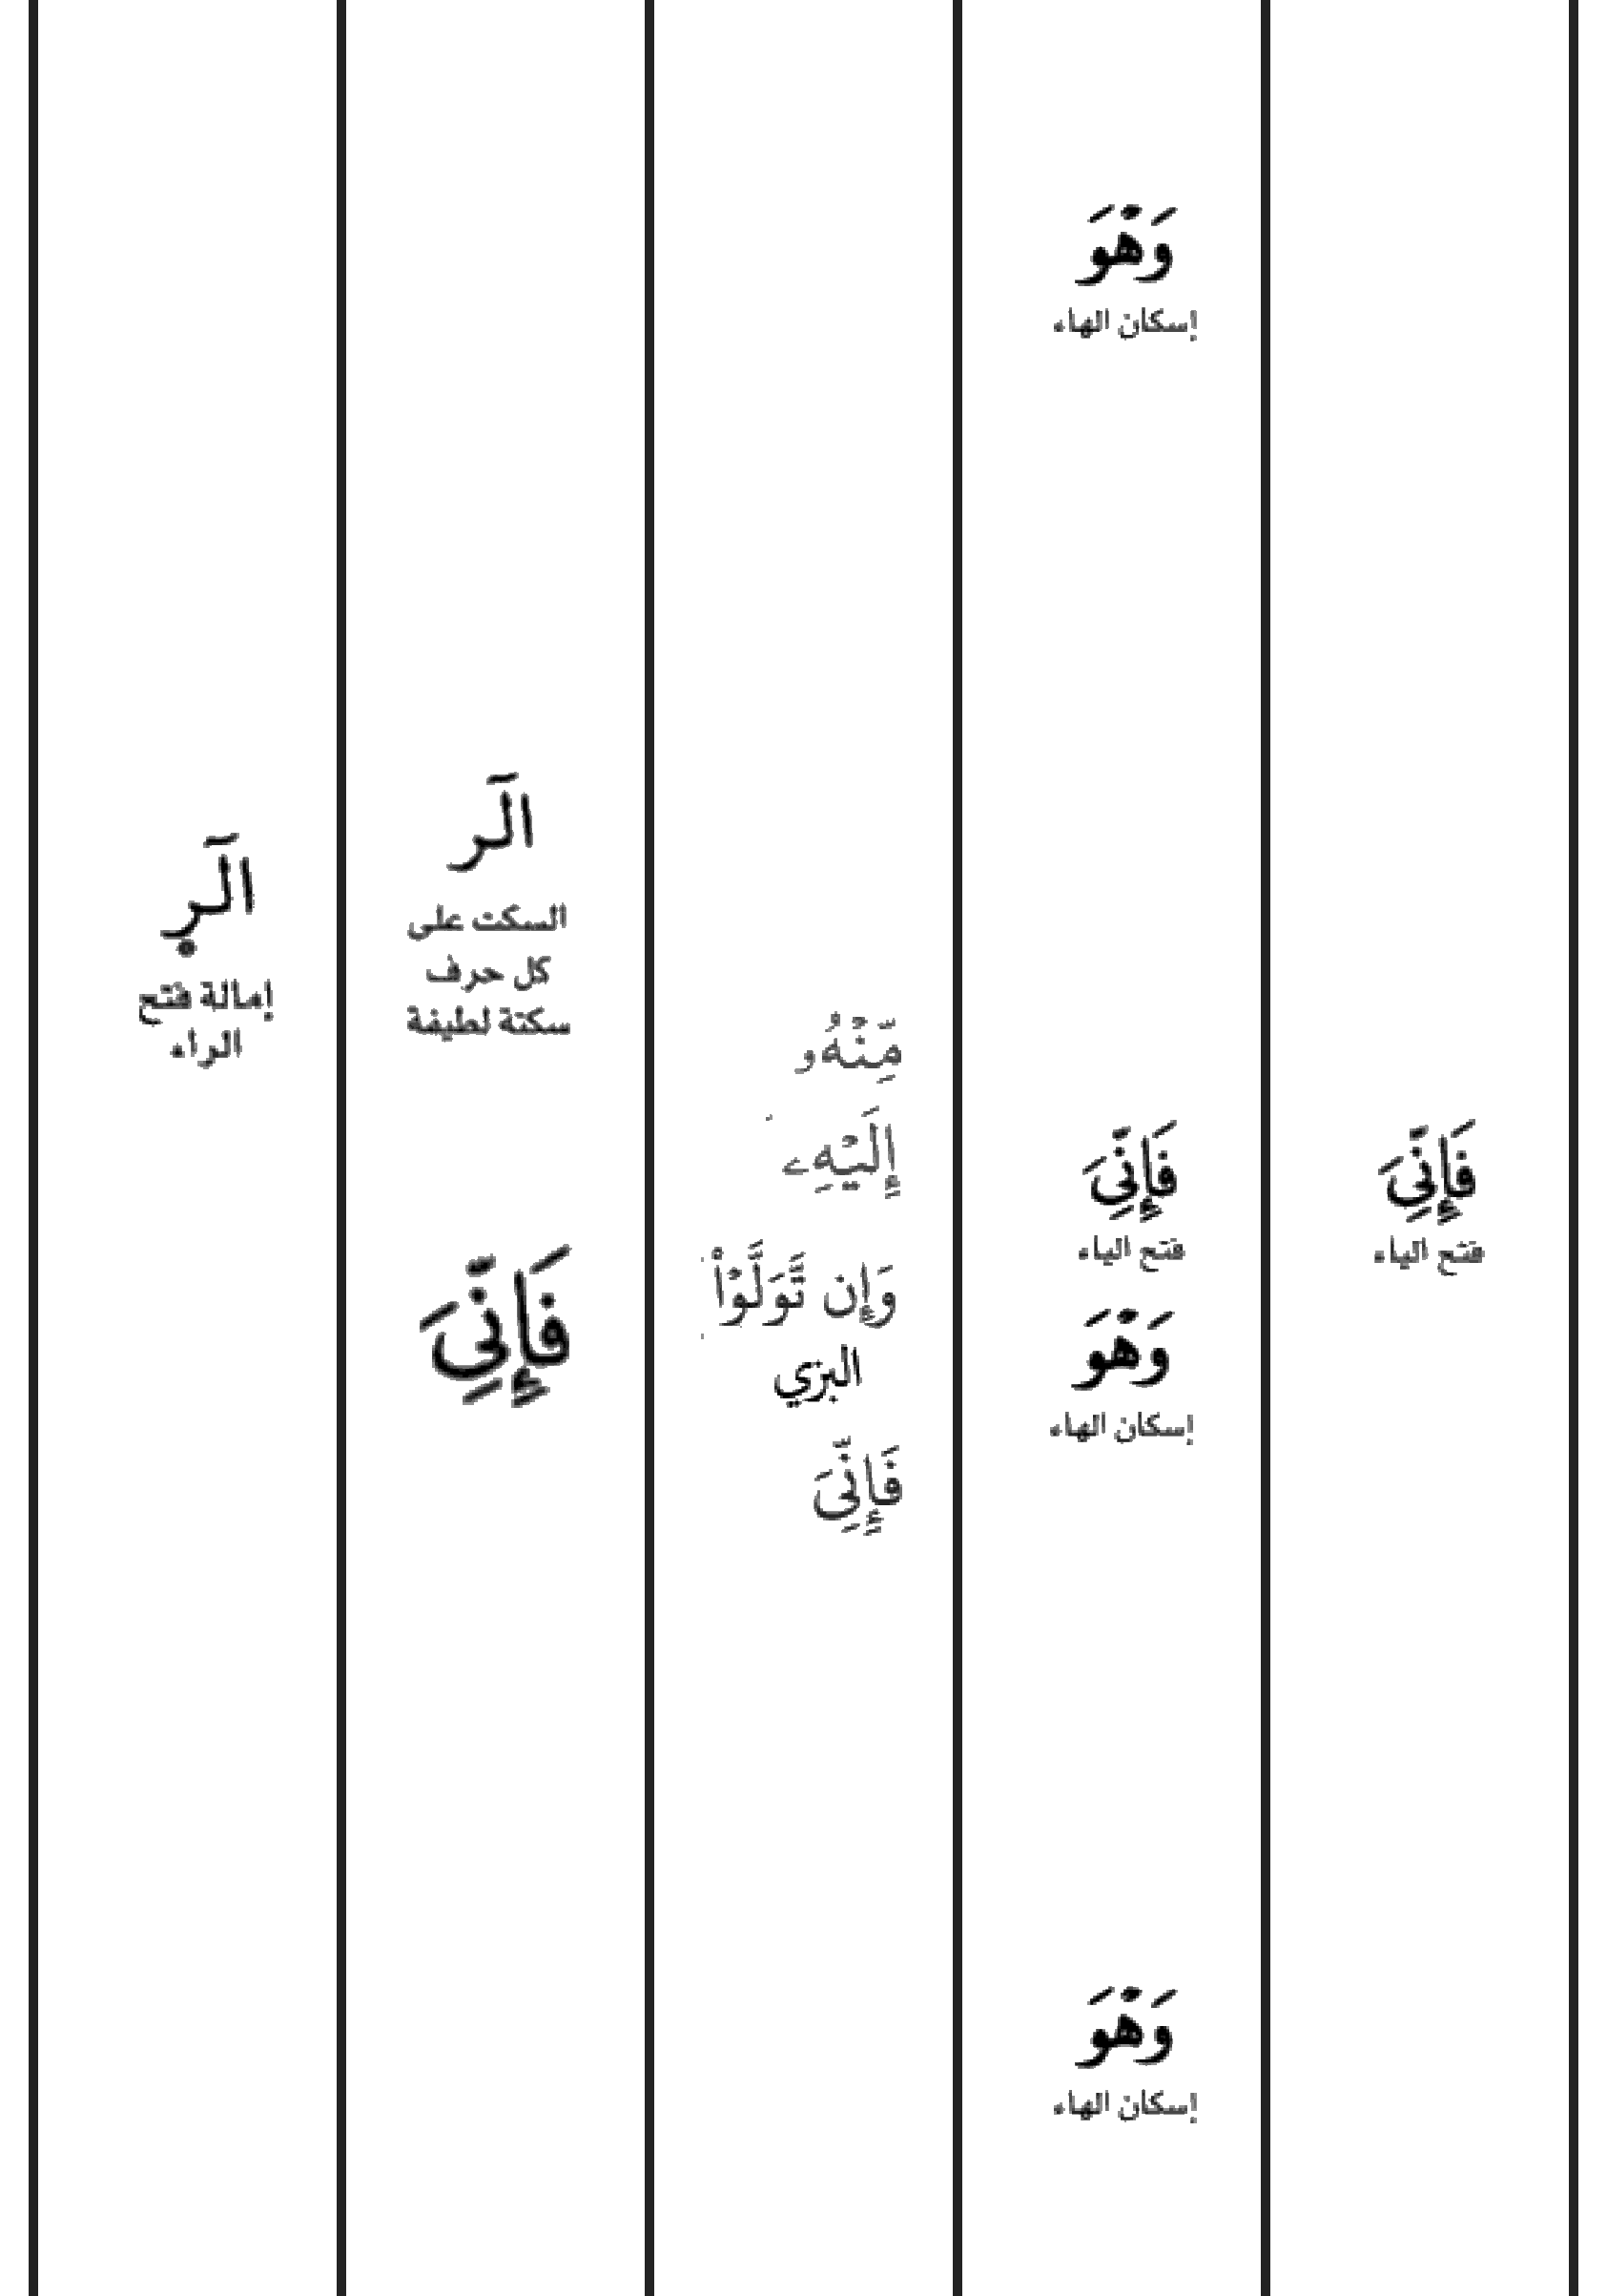 فَإِنِّيَ
فتح الياء
وَهْوَ
إسكان الهاء
فَإِنِّيَ
فتح الياء
وَهْوَ
إسكان الهاء
وَهْوَ
إسكان الهاء
مِّنْهُۥ
إِلَيْهِۦ
وَإِن تَّوَلَّوْاْ
البزي
فَإِنِّيَ
الٓر
السكت على
كل حرف
سكتة لطيفة
فَإِنِّيَ
الٓر
إمالة فتح
الراء